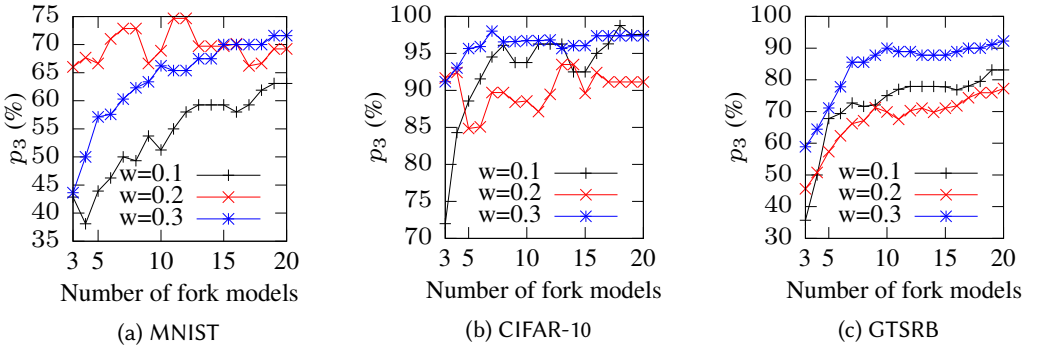 75
70
65
60
55
50
45
40
35
p3 (%)
w=0.1
w=0.2
w=0.3
3 5 10 15 20
Number of fork models
(a) MNIST
100
95
90
85
80
75
70
p3 (%)
w=0.1
w=0.2
w=0.3
3 5 10 15 20
Number of fork models
(b) CIFAR-10
100
90
80
70
60
50
40
30
p3 (%)
w=0.1
w=0.2
w=0.3
3 5 10 15 20
Number of fork models
(c) GTSRB